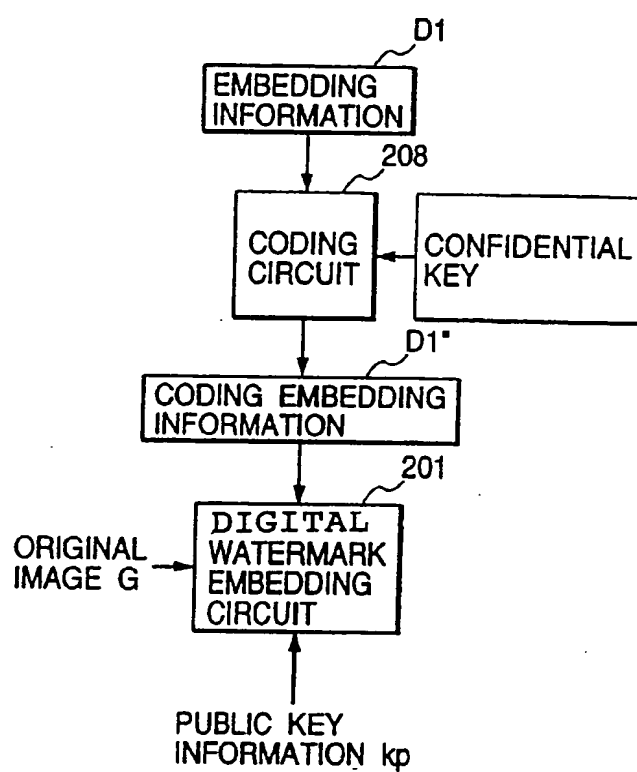 D1
EMBEDDING
INFORMATION
208
CODING
CIRCUIT
CONFIDENTIAL
KEY
D1"
CODING EMBEDDING
INFORMATION
201
DIGITAL
WATERMARK
EMBEDDING
CIRCUIT
ORIGINAL
IMAGE G
PUBLIC KEY
INFORMATION kp